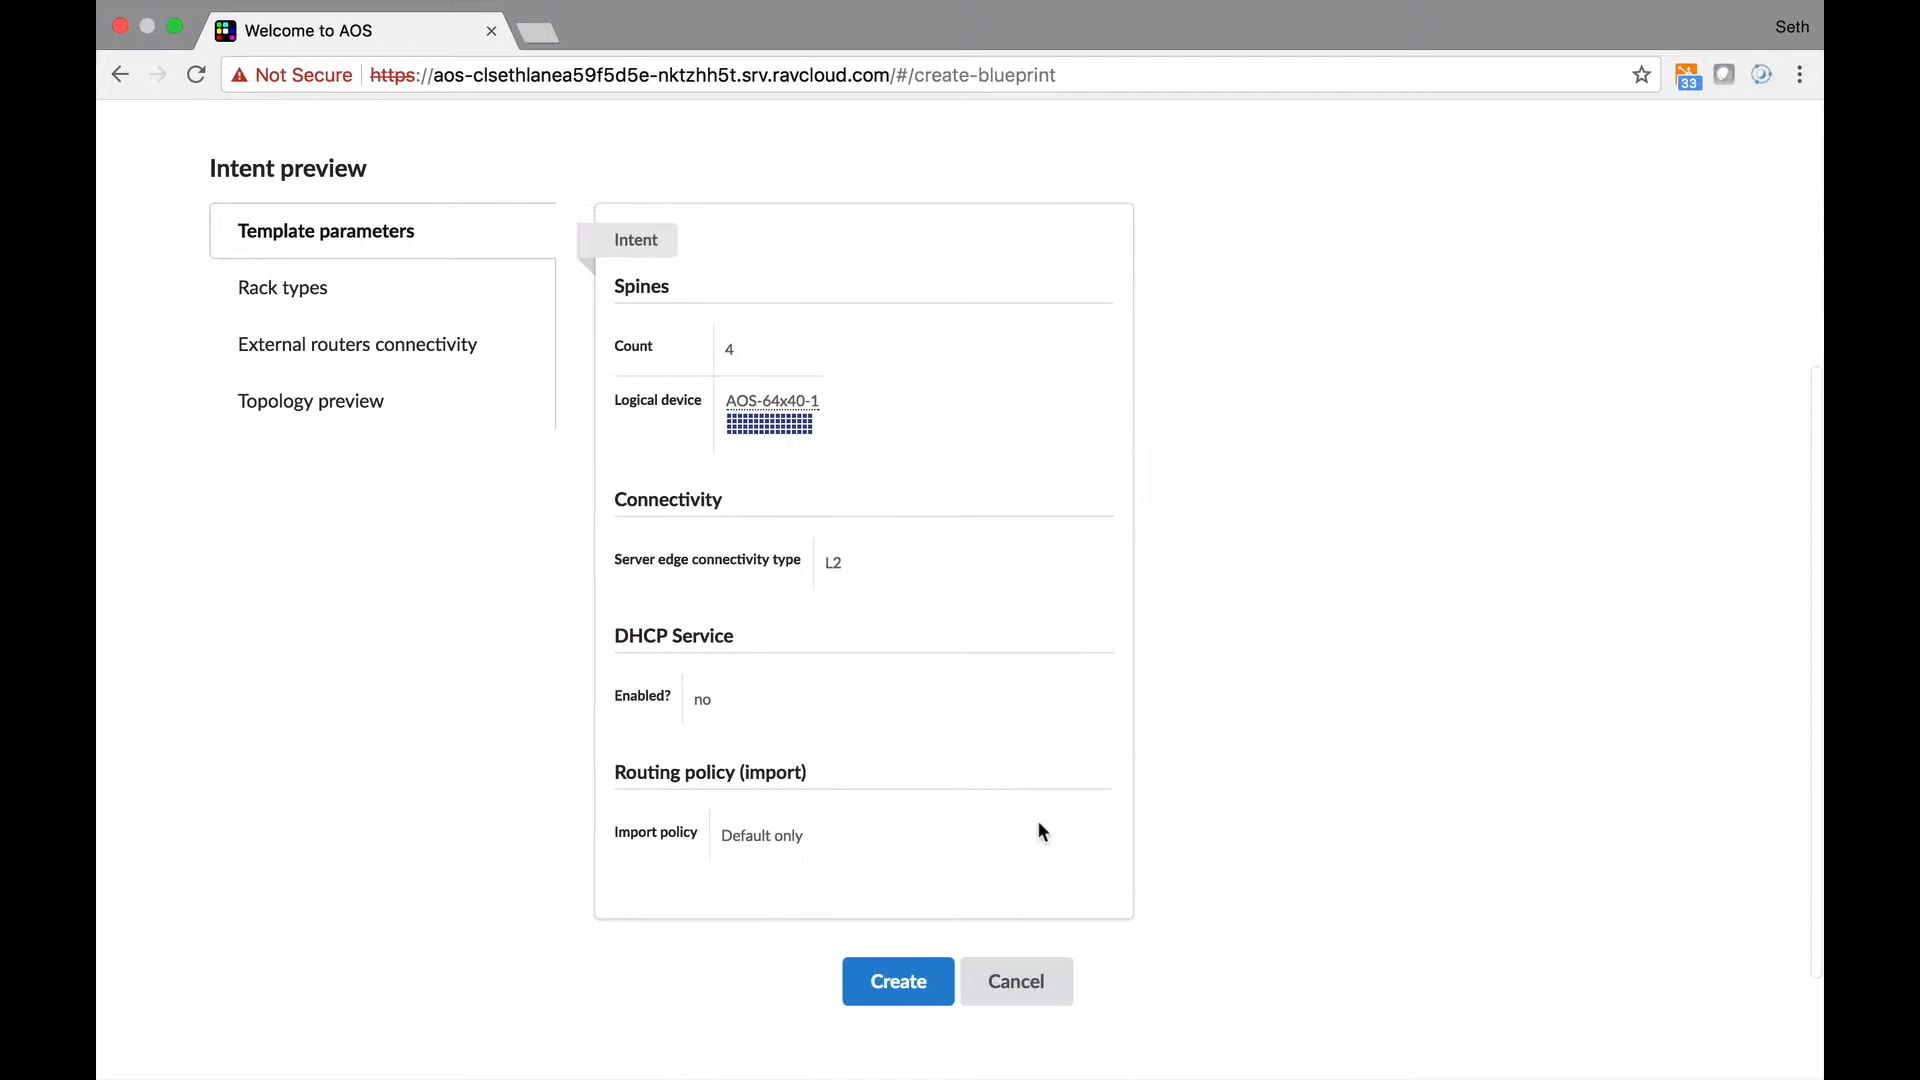 Welcome to AOS
Seth
Not Secure
https://aos-clsethlanea59f5d5e-nktzhh5t.srv.ravcloud.com/#/create-blueprint
33
Intent preview
Template parameters
Rack types
External routers connectivity
Topology preview
Intent
Spines
Count
4
Logical device
AOS-64x40-1
Connectivity
Server edge connectivity type
L2
DHCP Service
Enabled?
no
Routing policy (import)
Import policy
Default only
Create
Cancel